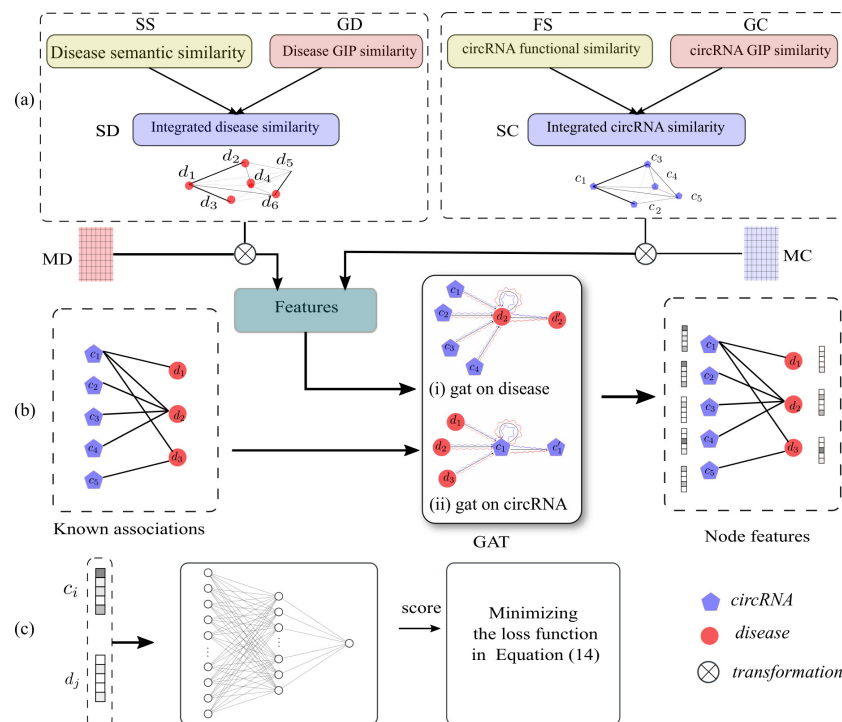 SS
GD
FS
GC
Disease semantic similarity
Disease GIP similarity
circRNA functional similarity
circRNA GIP similarity
(a)
SD
Integrated disease similarity
SC
Integrated circRNA similarity
d1
d2
d3
d4
d5
d6
c1
c2
c3
c4
c5
MD
MC
Features
(b)
c1
c2
c3
c4
c5
d1
d2
d3
Known associations
c1
c2
c3
c4
d2
d'2
(i) gat on disease
d1
d2
d3
c1
c'1
(ii) gat on circRNA
GAT
c1
c2
c3
c4
c5
d1
d2
d3
Node features
(c)
ci
dj
score
Minimizing
the loss function
in Equation (14)
circRNA
disease
transformation